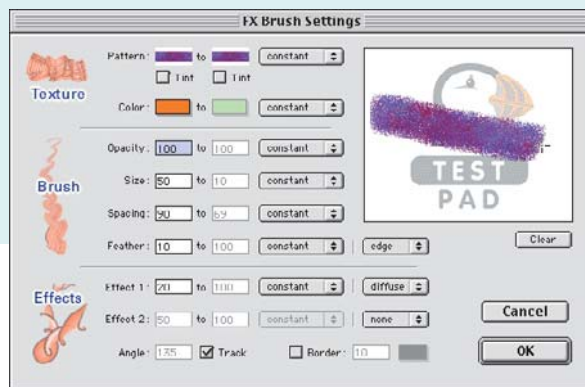 FX Brush Settings
Texture
Pattern: to constant
Tint Tint
Color: to constant
Brush
Opacity: 100 to 100 constant
Size: 50 to 10 constant
Spacing: 90 to 69 constant
Feather: 10 to 100 constant edge
Effects
Effect 1: 20 to 100 constant diffuse
Effect 2: 50 to 100 constant none
Angle: 135 Track Border: 10
TEST
PAD
Clear
Cancel
OK